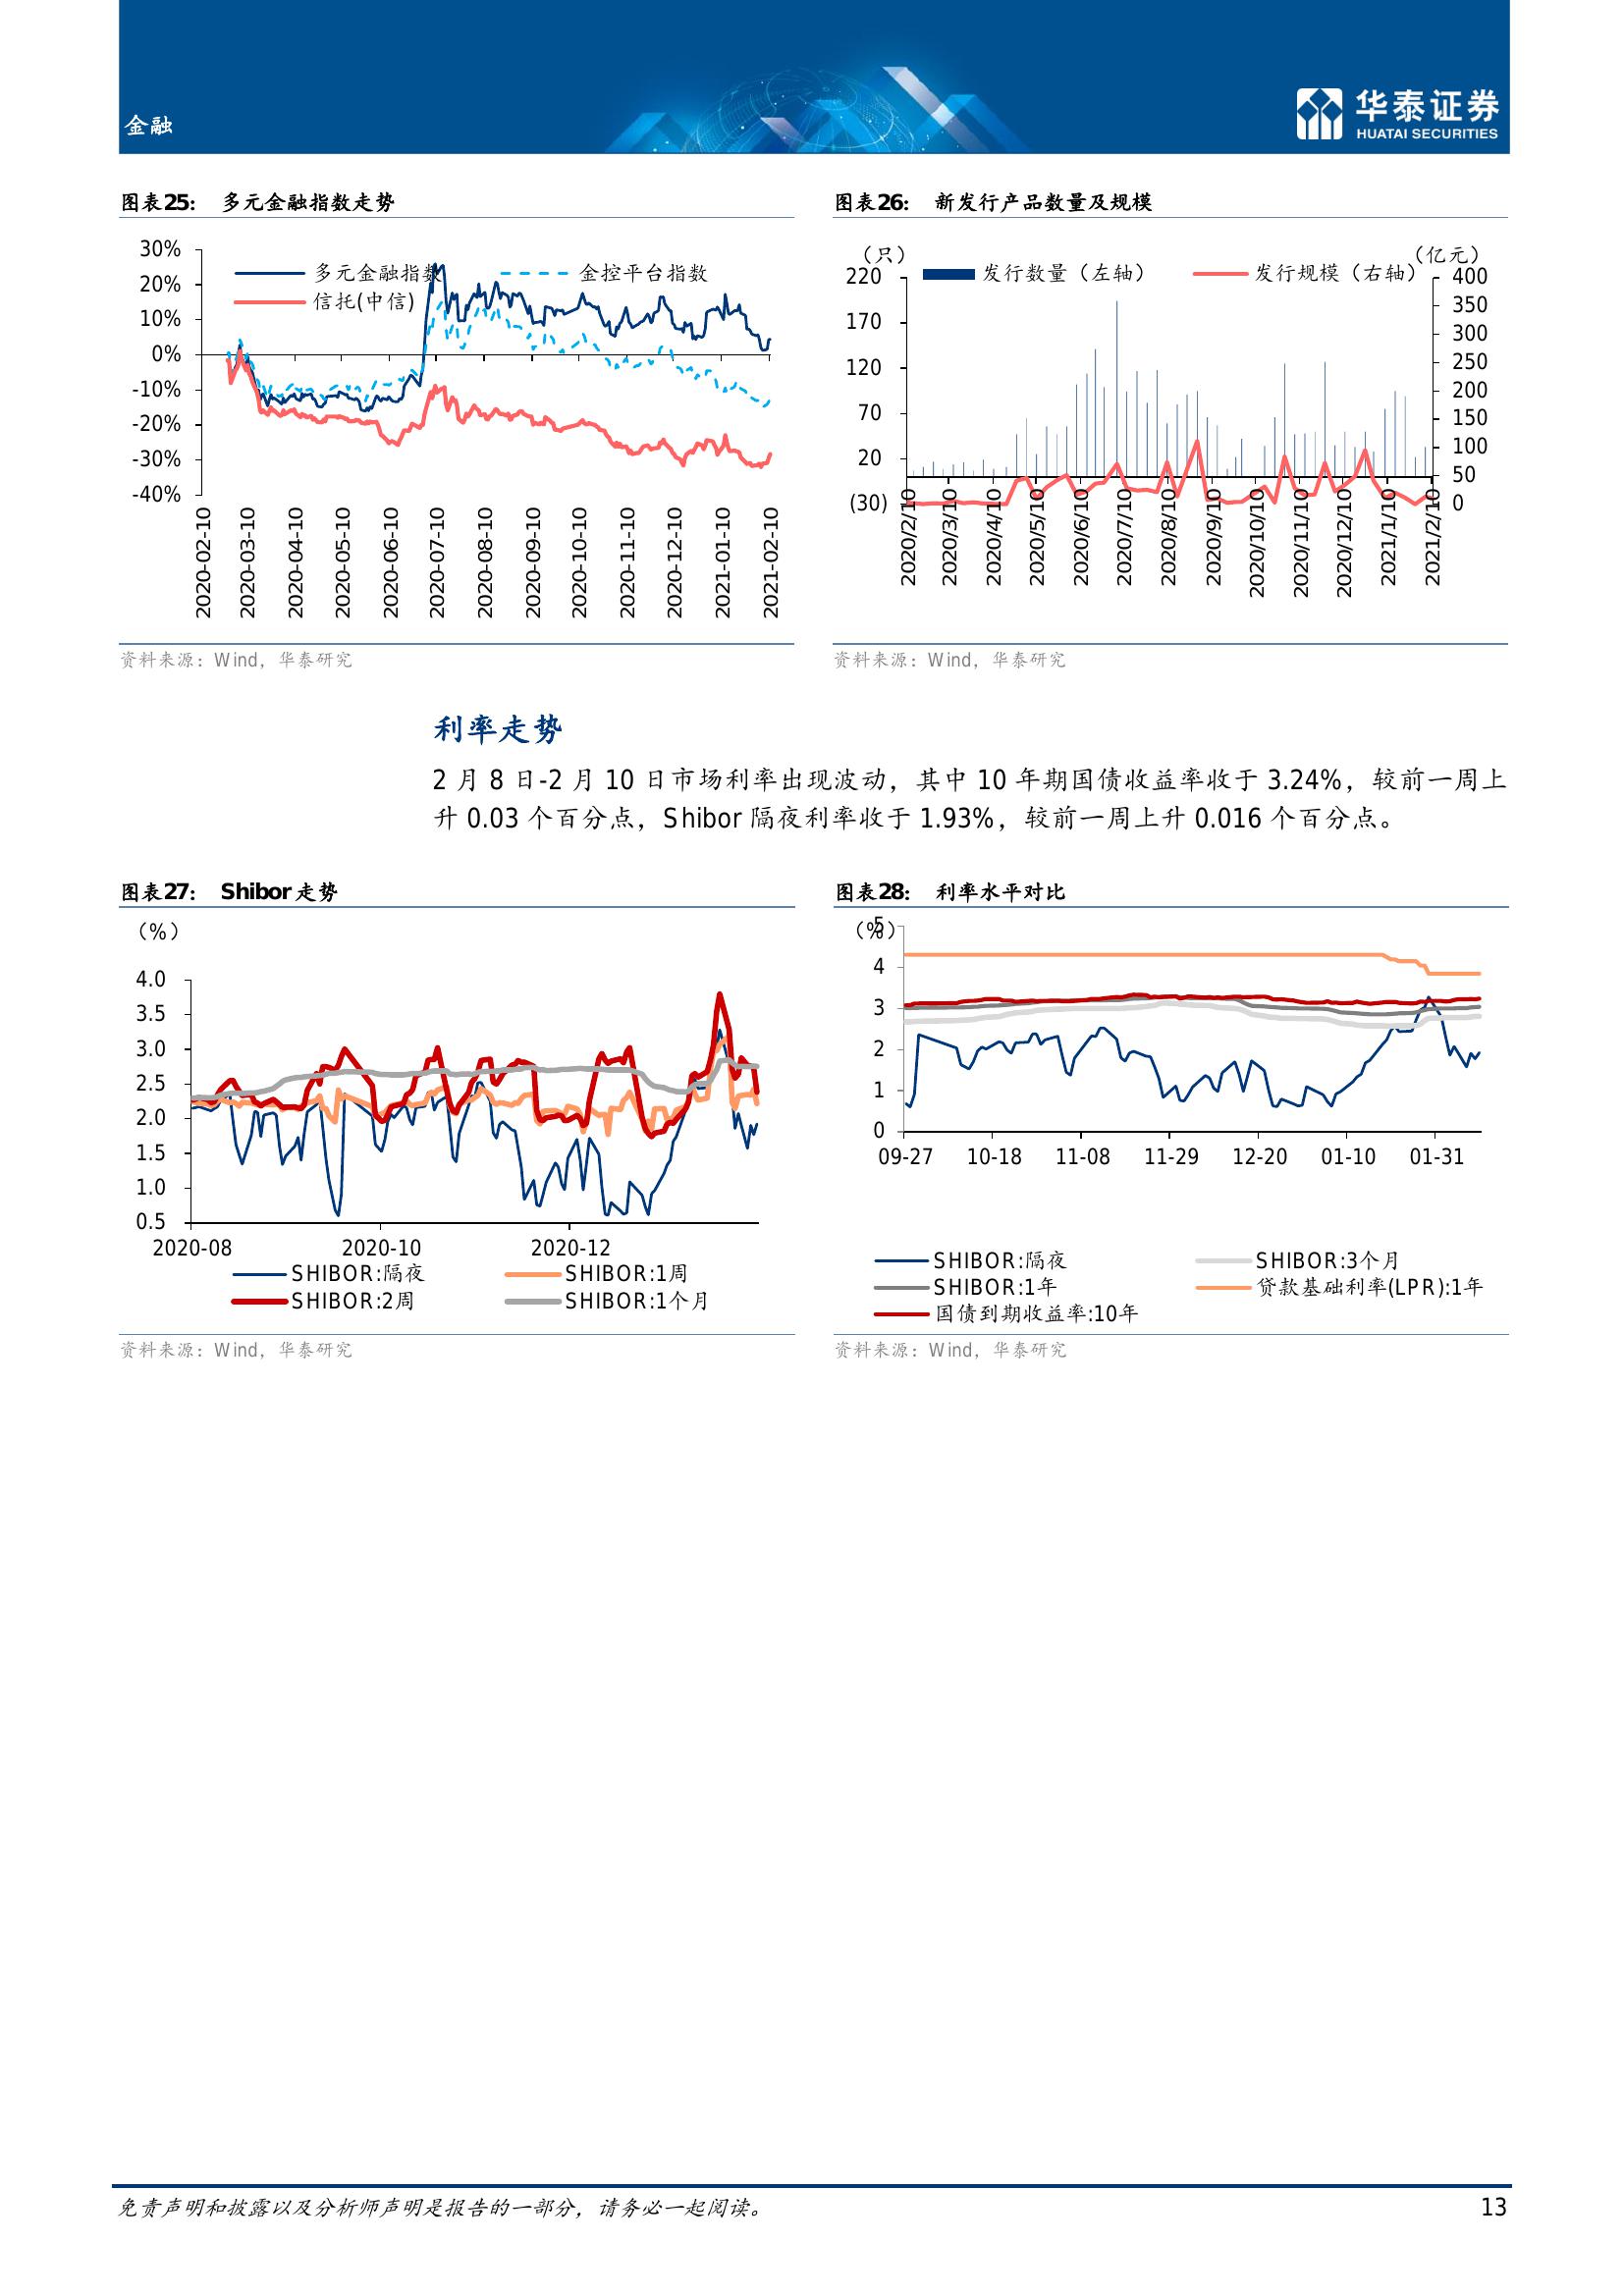 金融
华泰证券
HUATAI SECURITIES
图表25： 多元金融指数走势
30%
20%
10%
0%
-10%
-20%
-30%
-40%
多元金融指数
金控平台指数
信托(中信)
2020-02-10
2020-03-10
2020-04-10
2020-05-10
2020-06-10
2020-07-10
2020-08-10
2020-09-10
2020-10-10
2020-11-10
2020-12-10
2021-01-10
2021-02-10
资料来源：Wind，华泰研究
图表26： 新发行产品数量及规模
（只）
（亿元）
发行数量（左轴）
发行规模（右轴）
220
170
120
70
20
(30)
400
350
300
250
200
150
100
50
0
2020/2/10
2020/3/10
2020/4/10
2020/5/10
2020/6/10
2020/7/10
2020/8/10
2020/9/10
2020/10/10
2020/11/10
2020/12/10
2021/1/10
2021/2/10
资料来源：Wind，华泰研究
利率走势
2 月 8 日-2 月 10 日市场利率出现波动，其中 10 年期国债收益率收于 3.24%，较前一周上
升 0.03 个百分点，Shibor 隔夜利率收于 1.93%，较前一周上升 0.016 个百分点。
图表27： Shibor 走势
（%）
4.0
3.5
3.0
2.5
2.0
1.5
1.0
0.5
2020-08
2020-10
2020-12
SHIBOR:隔夜
SHIBOR:1周
SHIBOR:2周
SHIBOR:1个月
资料来源：Wind，华泰研究
图表28： 利率水平对比
（%）
5
4
3
2
1
0
09-27
10-18
11-08
11-29
12-20
01-10
01-31
SHIBOR:隔夜
SHIBOR:3个月
SHIBOR:1年
贷款基础利率(LPR):1年
国债到期收益率:10年
资料来源：Wind，华泰研究
免责声明和披露以及分析师声明是报告的一部分，请务必一起阅读。
13